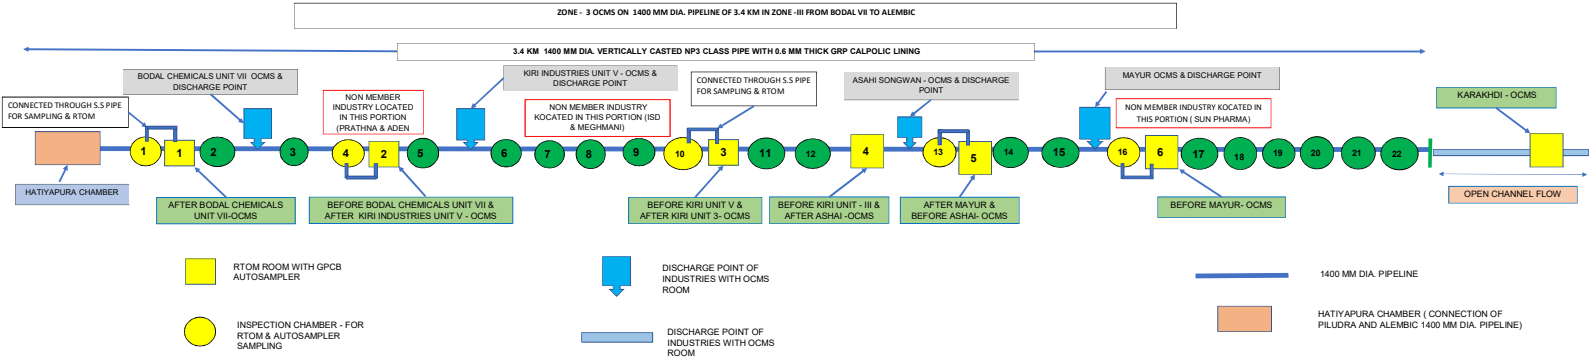 ZONE - 3 OCMS ON 1400 MM DIA. PIPELINE OF 3.4 KM IN ZONE -III FROM BODAL VII TO ALEMBIC
3.4 KM 1400 MM DIA. VERTICALLY CASTED NP3 CLASS PIPE WITH 0.6 MM THICK GRP CALPOLIC LINING
CONNECTED THROUGH S.S PIPE
FOR SAMPLING & RTOM
BODAL CHEMICALS UNIT VII OCMS &
DISCHARGE POINT
NON MEMBER
INDUSTRY LOCATED
IN THIS PORTION
(PRATHNA & ADEN
KIRI INDUSTRIES UNIT V - OCMS &
DISCHARGE POINT
NON MEMBER INDUSTRY
KOCATED IN THIS PORTION (ISD
& MEGHMANI)
CONNECTED THROUGH S.S PIPE
FOR SAMPLING & RTOM
ASAHI SONGWAN - OCMS & DISCHARGE
POINT
MAYUR OCMS & DISCHARGE POINT
NON MEMBER INDUSTRY KOCATED IN
THIS PORTION ( SUN PHARMA)
KARAKHDI - OCMS
1
1
2
3
4
2
5
6
7
8
9
10
3
11
12
4
13
5
14
15
16
6
17
18
19
20
21
22
HATIYAPURA CHAMBER
AFTER BODAL CHEMICALS
UNIT VII-OCMS
BEFORE BODAL CHEMICALS UNIT VII &
AFTER KIRI INDUSTRIES UNIT V - OCMS
BEFORE KIRI UNIT V &
AFTER KIRI UNIT 3- OCMS
BEFORE KIRI UNIT - III &
AFTER ASHAI -OCMS
AFTER MAYUR &
BEFORE ASHAI- OCMS
BEFORE MAYUR- OCMS
OPEN CHANNEL FLOW
RTOM ROOM WITH GPCB
AUTOSAMPLER
INSPECTION CHAMBER - FOR
RTOM & AUTOSAMPLER
SAMPLING
DISCHARGE POINT OF
INDUSTRIES WITH OCMS
ROOM
DISCHARGE POINT OF
INDUSTRIES WITH OCMS
ROOM
1400 MM DIA. PIPELINE
HATIYAPURA CHAMBER ( CONNECTION OF
PILUDRA AND ALEMBIC 1400 MM DIA. PIPELINE)